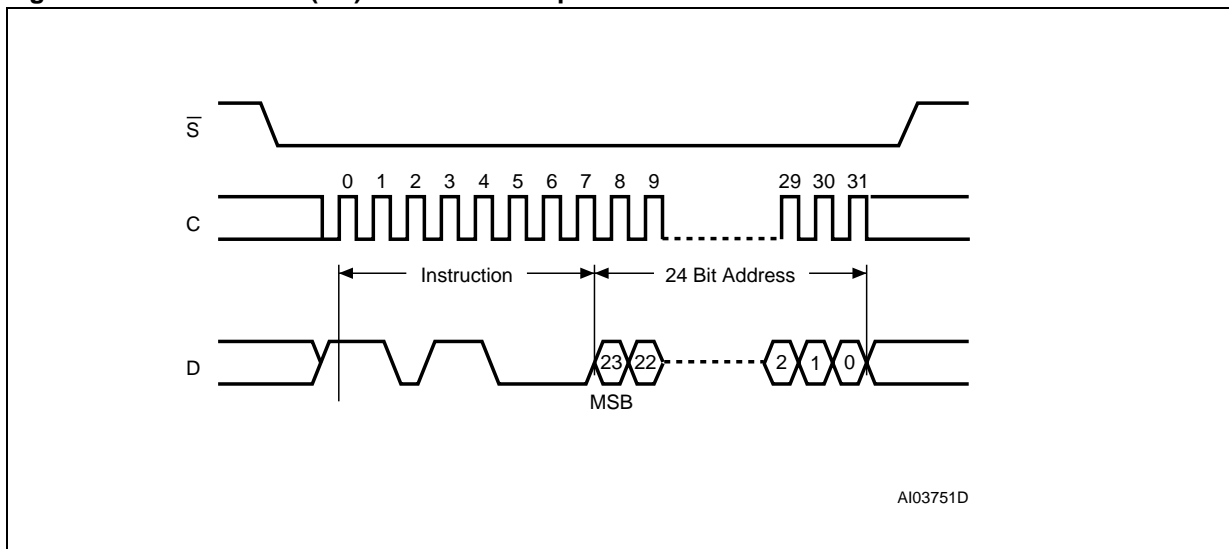 S̅
0 1 2 3 4 5 6 7 8 9 29 30 31
C
Instruction 24 Bit Address
D 23 22 2 1 0
MSB
AI03751D